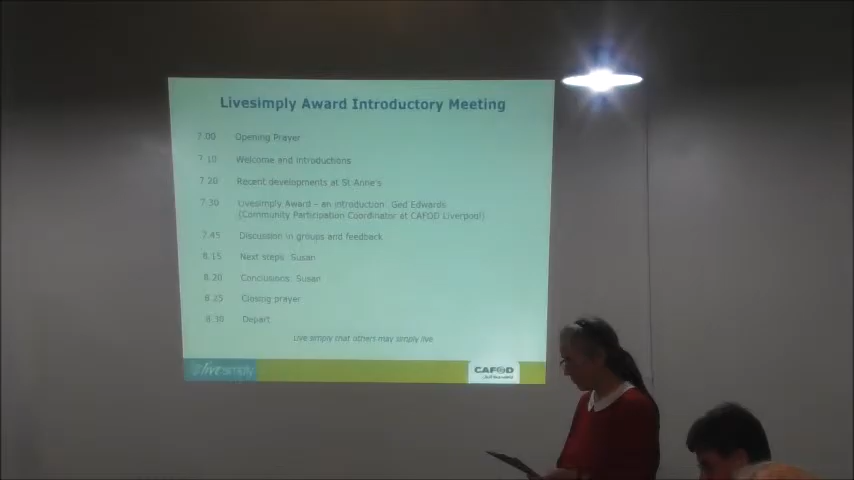 Livesimply Award Introductory Meeting
7.00 Opening Prayer
7.10 Welcome and introductions
7.20 Recent developments at St Anne's
7.30 Livesimply Award – an introduction: Ged Edwards
(Community Participation Coordinator at CAFOD Liverpool)
7.45 Discussion in groups and feedback
8.15 Next steps: Susan
8.20 Conclusions: Susan
8.25 Closing prayer
8.30 Depart
Live simply that others may simply live
livesimply
CAFOD